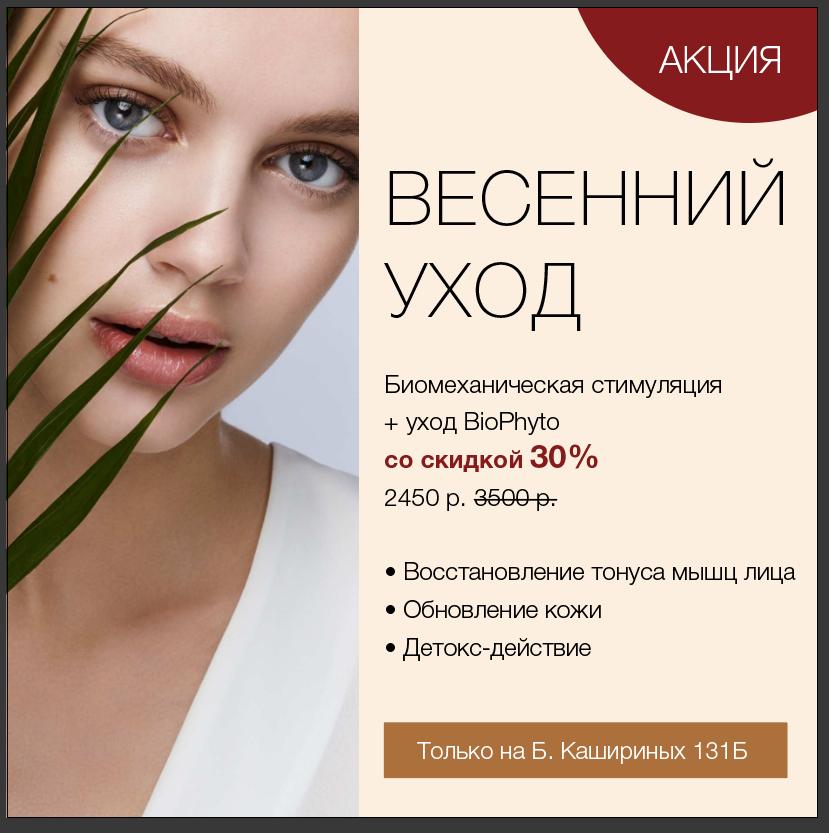 АКЦИЯ
ВЕСЕННИЙ
УХОД
Биомеханическая стимуляция
+ уход BioPhyto
со скидкой 30%
2450 р. 3500 р.
• Восстановление тонуса мышц лица
• Обновление кожи
• Детокс-действие
Только на Б. Кашириных 131Б